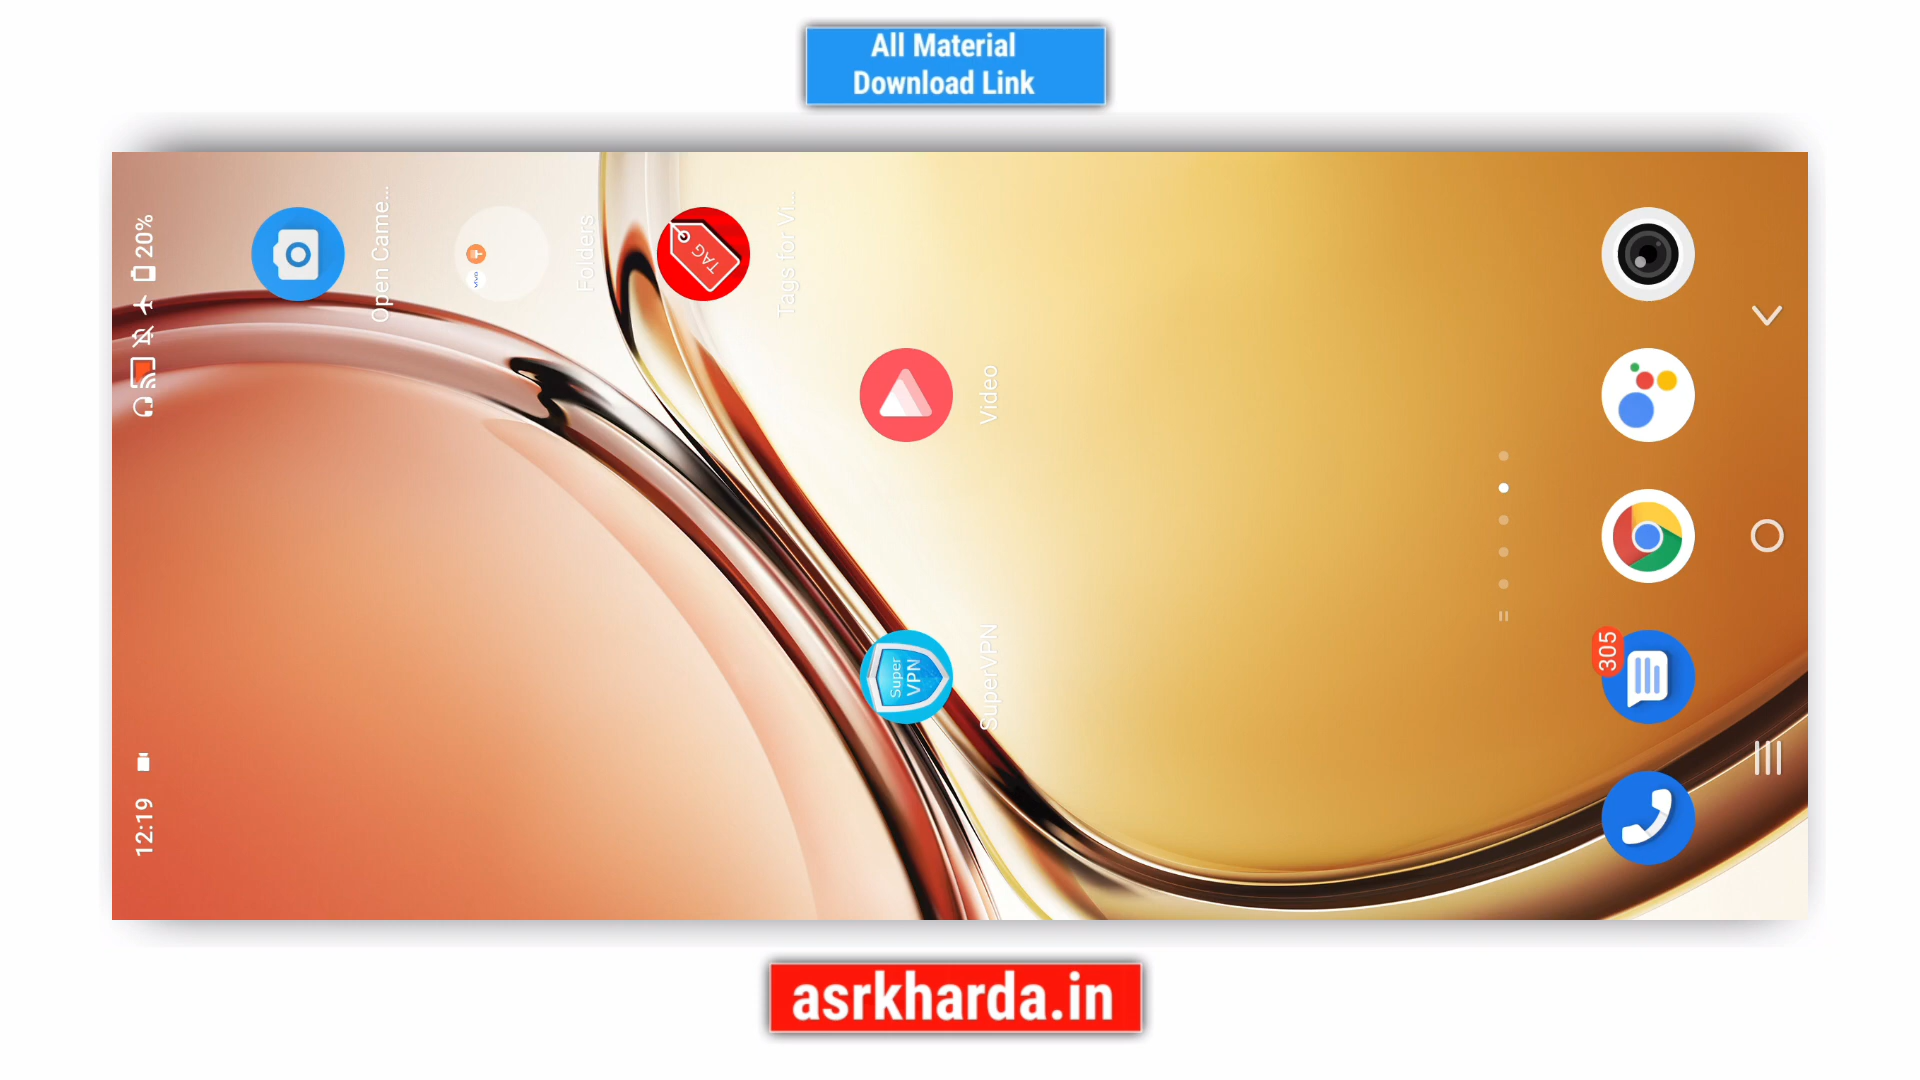 All Material
Download Link
12:19
20%
Open Came...
Folders
TAG
Tags for Vi...
Video
Super
VPN
SuperVPN
305
asrkharda.in